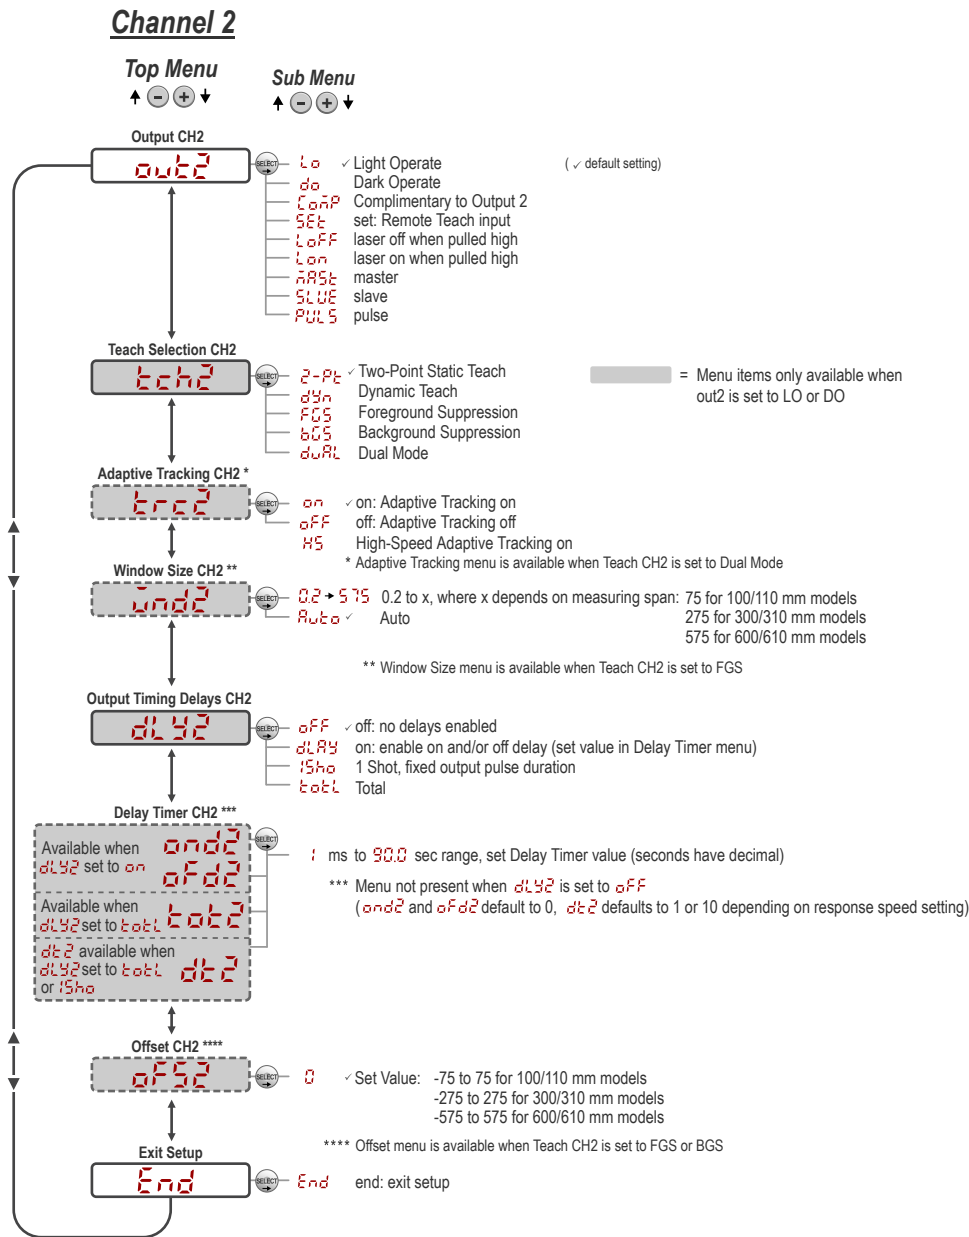 Channel 2
Top Menu
Sub Menu
- +
- +
Output CH2
out2
SELECT
Lo ✓ Light Operate
( ✓ default setting)
do Dark Operate
CoMP Complimentary to Output 2
SEt set: Remote Teach input
LoFF laser off when pulled high
Lon laser on when pulled high
MASt master
SLVE slave
PULS pulse
Teach Selection CH2
tch2
SELECT
2-Pt ✓ Two-Point Static Teach
dYn Dynamic Teach
FGS Foreground Suppression
bGS Background Suppression
duAL Dual Mode
= Menu items only available when
out2 is set to LO or DO
Adaptive Tracking CH2 *
trc2
SELECT
on ✓ on: Adaptive Tracking on
oFF off: Adaptive Tracking off
HS High-Speed Adaptive Tracking on
* Adaptive Tracking menu is available when Teach CH2 is set to Dual Mode
Window Size CH2 **
wnd2
SELECT
0.2 → 575 0.2 to x, where x depends on measuring span: 75 for 100/110 mm models
Auto ✓ Auto
275 for 300/310 mm models
575 for 600/610 mm models
** Window Size menu is available when Teach CH2 is set to FGS
Output Timing Delays CH2
dLY2
SELECT
oFF ✓ off: no delays enabled
dLAY on: enable on and/or off delay (set value in Delay Timer menu)
1Sho 1 Shot, fixed output pulse duration
totL Total
Delay Timer CH2 ***
Available when
dLY2 set to on
ond2
oFd2
SELECT
1 ms to 90.0 sec range, set Delay Timer value (seconds have decimal)
*** Menu not present when dLY2 is set to oFF
(ond2 and oFd2 default to 0, dt2 defaults to 1 or 10 depending on response speed setting)
Available when
dLY2 set to totL
tot2
dt2 available when
dLY2 set to totL
or 1Sho
dt2
Offset CH2 ****
oFS2
SELECT
0 ✓ Set Value: -75 to 75 for 100/110 mm models
-275 to 275 for 300/310 mm models
-575 to 575 for 600/610 mm models
**** Offset menu is available when Teach CH2 is set to FGS or BGS
Exit Setup
End
SELECT
End end: exit setup